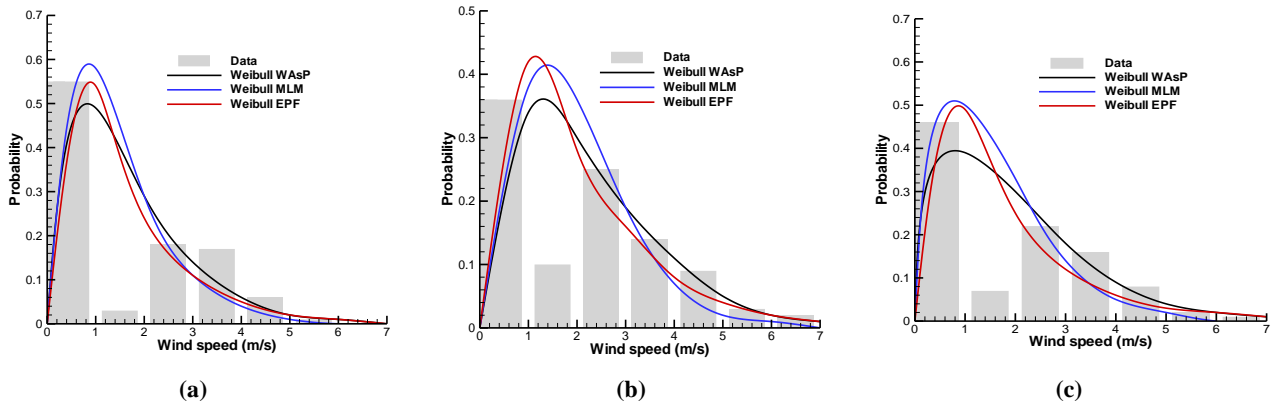 0.7
0.6
0.5
0.4
0.3
0.2
0.1
0
Probability
Data
Weibull WAsP
Weibull MLM
Weibull EPF
0 1 2 3 4 5 6 7
Wind speed (m/s)
(a)
0.5
0.4
0.3
0.2
0.1
0
Probability
Data
Weibull WAsP
Weibull MLM
Weibull EPF
0 1 2 3 4 5 6 7
Wind speed (m/s)
(b)
0.7
0.6
0.5
0.4
0.3
0.2
0.1
0
Probability
Data
Weibull WAsP
Weibull MLM
Weibull EPF
0 1 2 3 4 5 6 7
Wind speed (m/s)
(c)